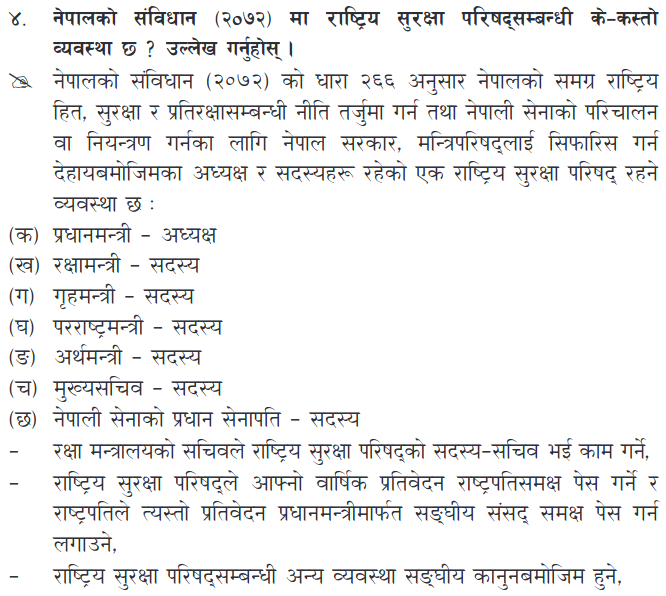 ४. नेपालको संविधान (२०७२) मा राष्ट्रिय सुरक्षा परिषद्सम्बन्धी के-कस्तो
व्यवस्था छ ? उल्लेख गर्नुहोस् ।
नेपालको संविधान (२०७२) को धारा २६६ अनुसार नेपालको समग्र राष्ट्रिय
हित, सुरक्षा र प्रतिरक्षासम्बन्धी नीति तर्जुमा गर्न तथा नेपाली सेनाको परिचालन
वा नियन्त्रण गर्नका लागि नेपाल सरकार, मन्त्रिपरिषद्लाई सिफारिस गर्न
देहायबमोजिमका अध्यक्ष र सदस्यहरू रहेको एक राष्ट्रिय सुरक्षा परिषद् रहने
व्यवस्था छ :
(क) प्रधानमन्त्री - अध्यक्ष
(ख) रक्षामन्त्री - सदस्य
(ग) गृहमन्त्री - सदस्य
(घ) परराष्ट्रमन्त्री - सदस्य
(ङ) अर्थमन्त्री - सदस्य
(च) मुख्यसचिव - सदस्य
(छ) नेपाली सेनाको प्रधान सेनापति - सदस्य
- रक्षा मन्त्रालयको सचिवले राष्ट्रिय सुरक्षा परिषद्को सदस्य-सचिव भई काम गर्ने,
- राष्ट्रिय सुरक्षा परिषद्ले आफ्नो वार्षिक प्रतिवेदन राष्ट्रपतिसमक्ष पेस गर्ने र
राष्ट्रपतिले त्यस्तो प्रतिवेदन प्रधानमन्त्रीमार्फत सङ्घीय संसद् समक्ष पेस गर्न
लगाउने,
- राष्ट्रिय सुरक्षा परिषद्सम्बन्धी अन्य व्यवस्था सङ्घीय कानुनबमोजिम हुने,